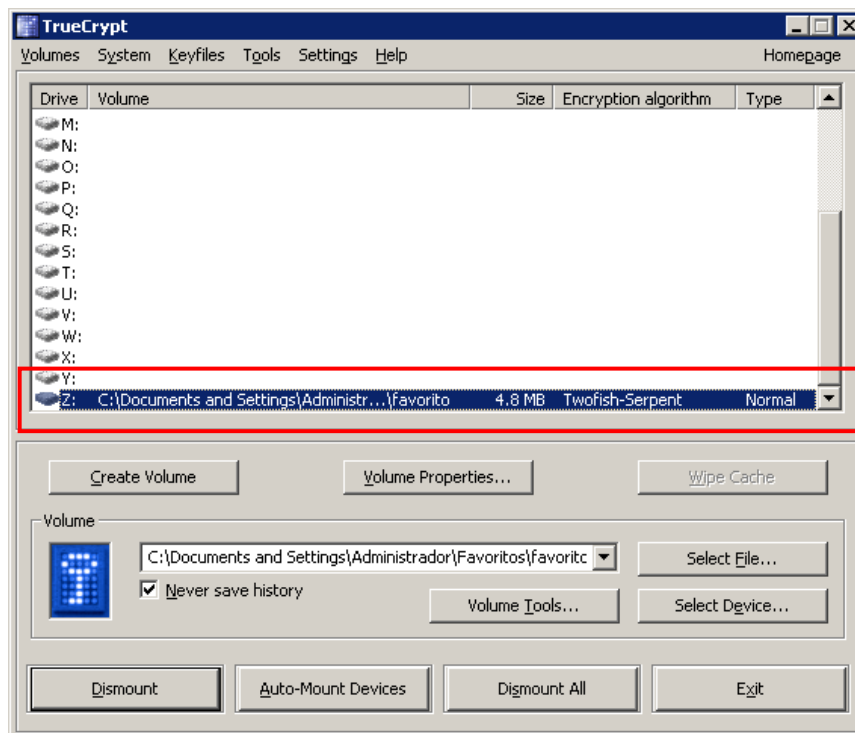 TrueCrypt
Volumes System Keyfiles Tools Settings Help Homepage
Drive Volume Size Encryption algorithm Type
M:
N:
O:
P:
Q:
R:
S:
T:
U:
V:
W:
X:
Y:
Z: C:\Documents and Settings\Administr...\favorito 4.8 MB Twofish-Serpent Normal
Create Volume Volume Properties... Wipe Cache
Volume
C:\Documents and Settings\Administrador\Favoritos\favoritc Select File...
Never save history
Volume Tools... Select Device...
Dismount Auto-Mount Devices Dismount All Exit